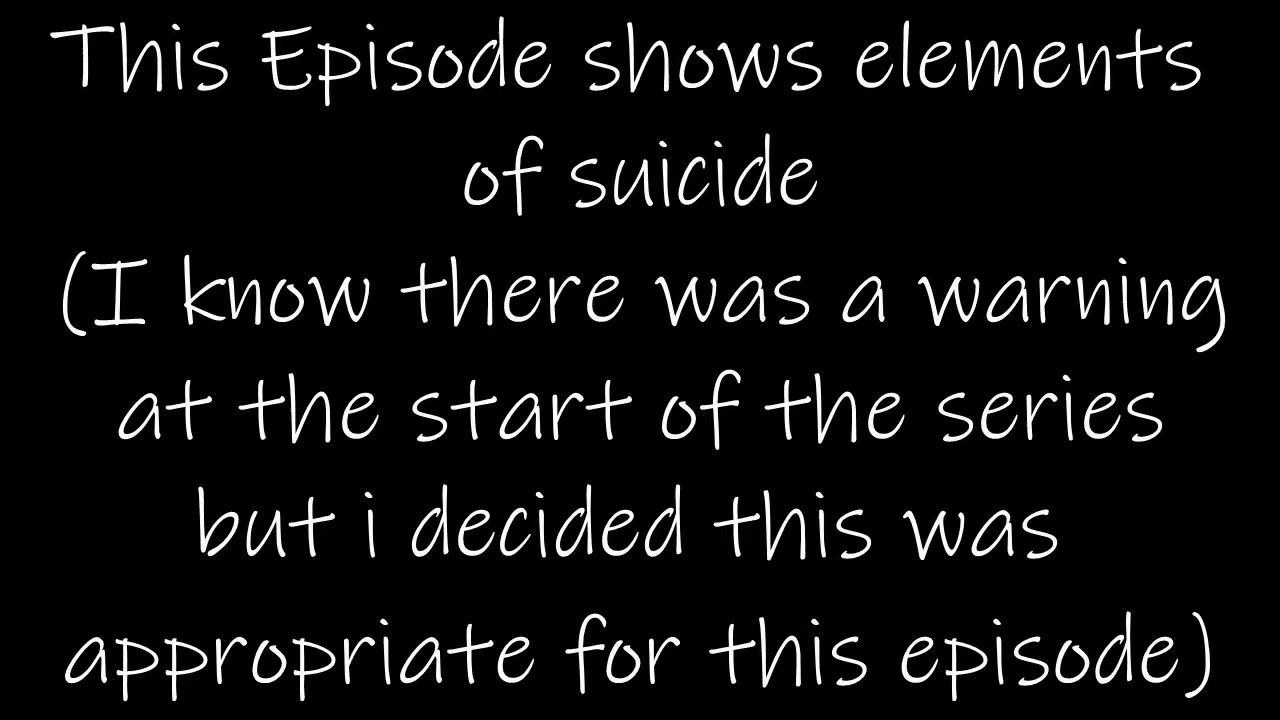 This Episode shows elements
of suicide
(I know there was a warning
at the start of the series
but i decided this was
appropriate for this episode)